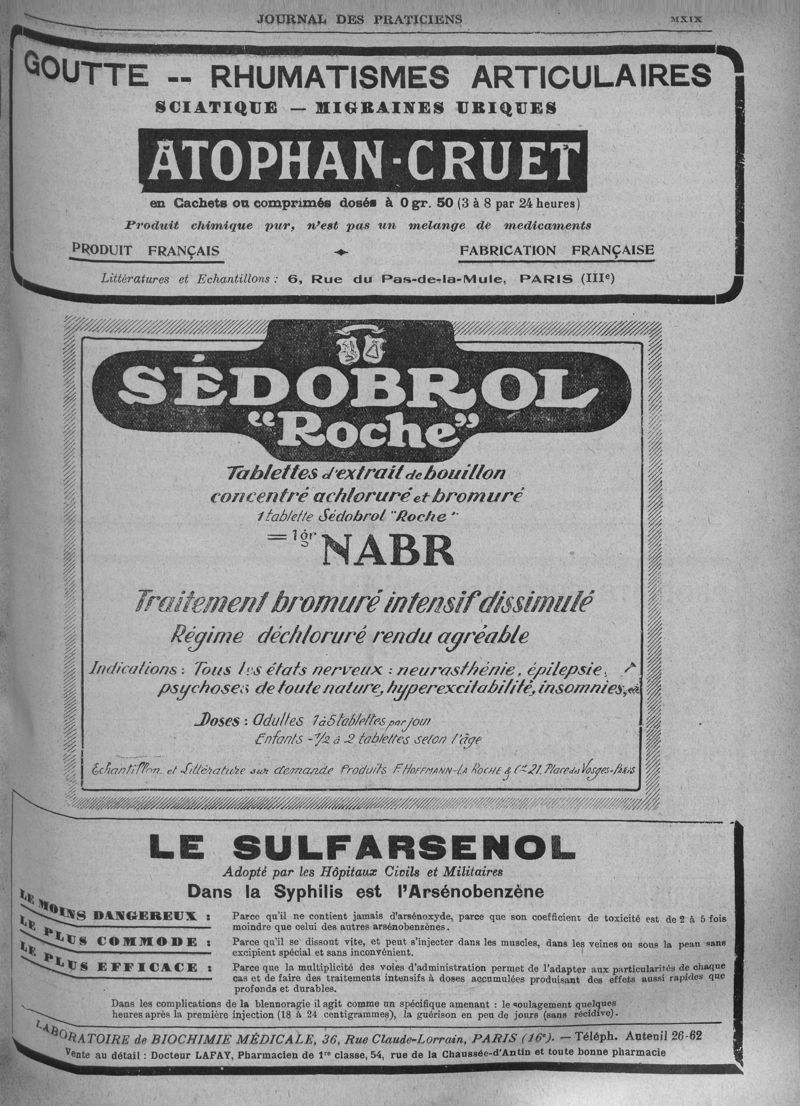 JOURNAL DES PRATICIENS MXIX
GOUTTE -- RHUMATISMES ARTICULAIRES
SCIATIQUE — MIGRAINES URIQUES
ATOPHAN-CRUET
en Cachets ou comprimés dosés à 0 gr. 50 (3 à 8 par 24 heures)
Produit chimique pur, n'est pas un melange de medicaments
PRODUIT FRANÇAIS FABRICATION FRANÇAISE
Littératures et Echantillons : 6, Rue du Pas-de-la-Mule, PARIS (IIIe)
SÉDOBROL
"Roche"
Tablettes d'extrait de bouillon
concentré achloruré et bromuré
1 tablette Sédobrol "Roche"
= 1 gr NABR
Traitement bromuré intensif dissimulé
Régime déchloruré rendu agréable
Indications : Tous les états nerveux : neurasthénie, épilepsie,
psychoses de toute nature, hyperexcitabilité, insomnies, etc
Doses : Adultes 1 à 5 tablettes par jour
Enfants - 1/2 à 2 tablettes selon l'âge
Echantillon et Littérature sur demande Produits F. HOFFMANN-LA ROCHE & Cie 21, Place des Vosges-Paris
LE SULFARSENOL
Adopté par les Hôpitaux Civils et Militaires
Dans la Syphilis est l'Arsénobenzène
LE MOINS DANGEREUX : Parce qu'il ne contient jamais d'arsénoxyde, parce que son coefficient de toxicité est de 2 à 5 fois
moindre que celui des autres arsénobenzènes.
LE PLUS COMMODE : Parce qu'il se dissout vite, et peut s'injecter dans les muscles, dans les veines ou sous la peau sans
excipient spécial et sans inconvénient.
LE PLUS EFFICACE : Parce que la multiplicité des voies d'administration permet de l'adapter aux particularités de chaque
cas et de faire des traitements intensifs à doses accumulées produisant des effets aussi rapides que
profonds et durables.
Dans les complications de la blennoragie il agit comme un spécifique amenant : le soulagement quelques
heures après la première injection (18 à 24 centigrammes), la guérison en peu de jours (sans récidive).
LABORATOIRE de BIOCHIMIE MÉDICALE, 36, Rue Claude-Lorrain, PARIS (16e). — Téléph. Auteuil 26-62
Vente au détail : Docteur LAFAY, Pharmacien de 1re classe, 54, rue de la Chaussée-d'Antin et toute bonne pharmacie